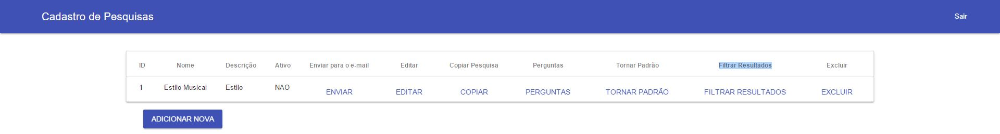 Cadastro de Pesquisas Sair
ID Nome Descrição Ativo Enviar para o e-mail Editar Copiar Pesquisa Perguntas Tornar Padrão Filtrar Resultados Excluir
1 Estilo Musical Estilo NAO ENVIAR EDITAR COPIAR PERGUNTAS TORNAR PADRÃO FILTRAR RESULTADOS EXCLUIR
ADICIONAR NOVA